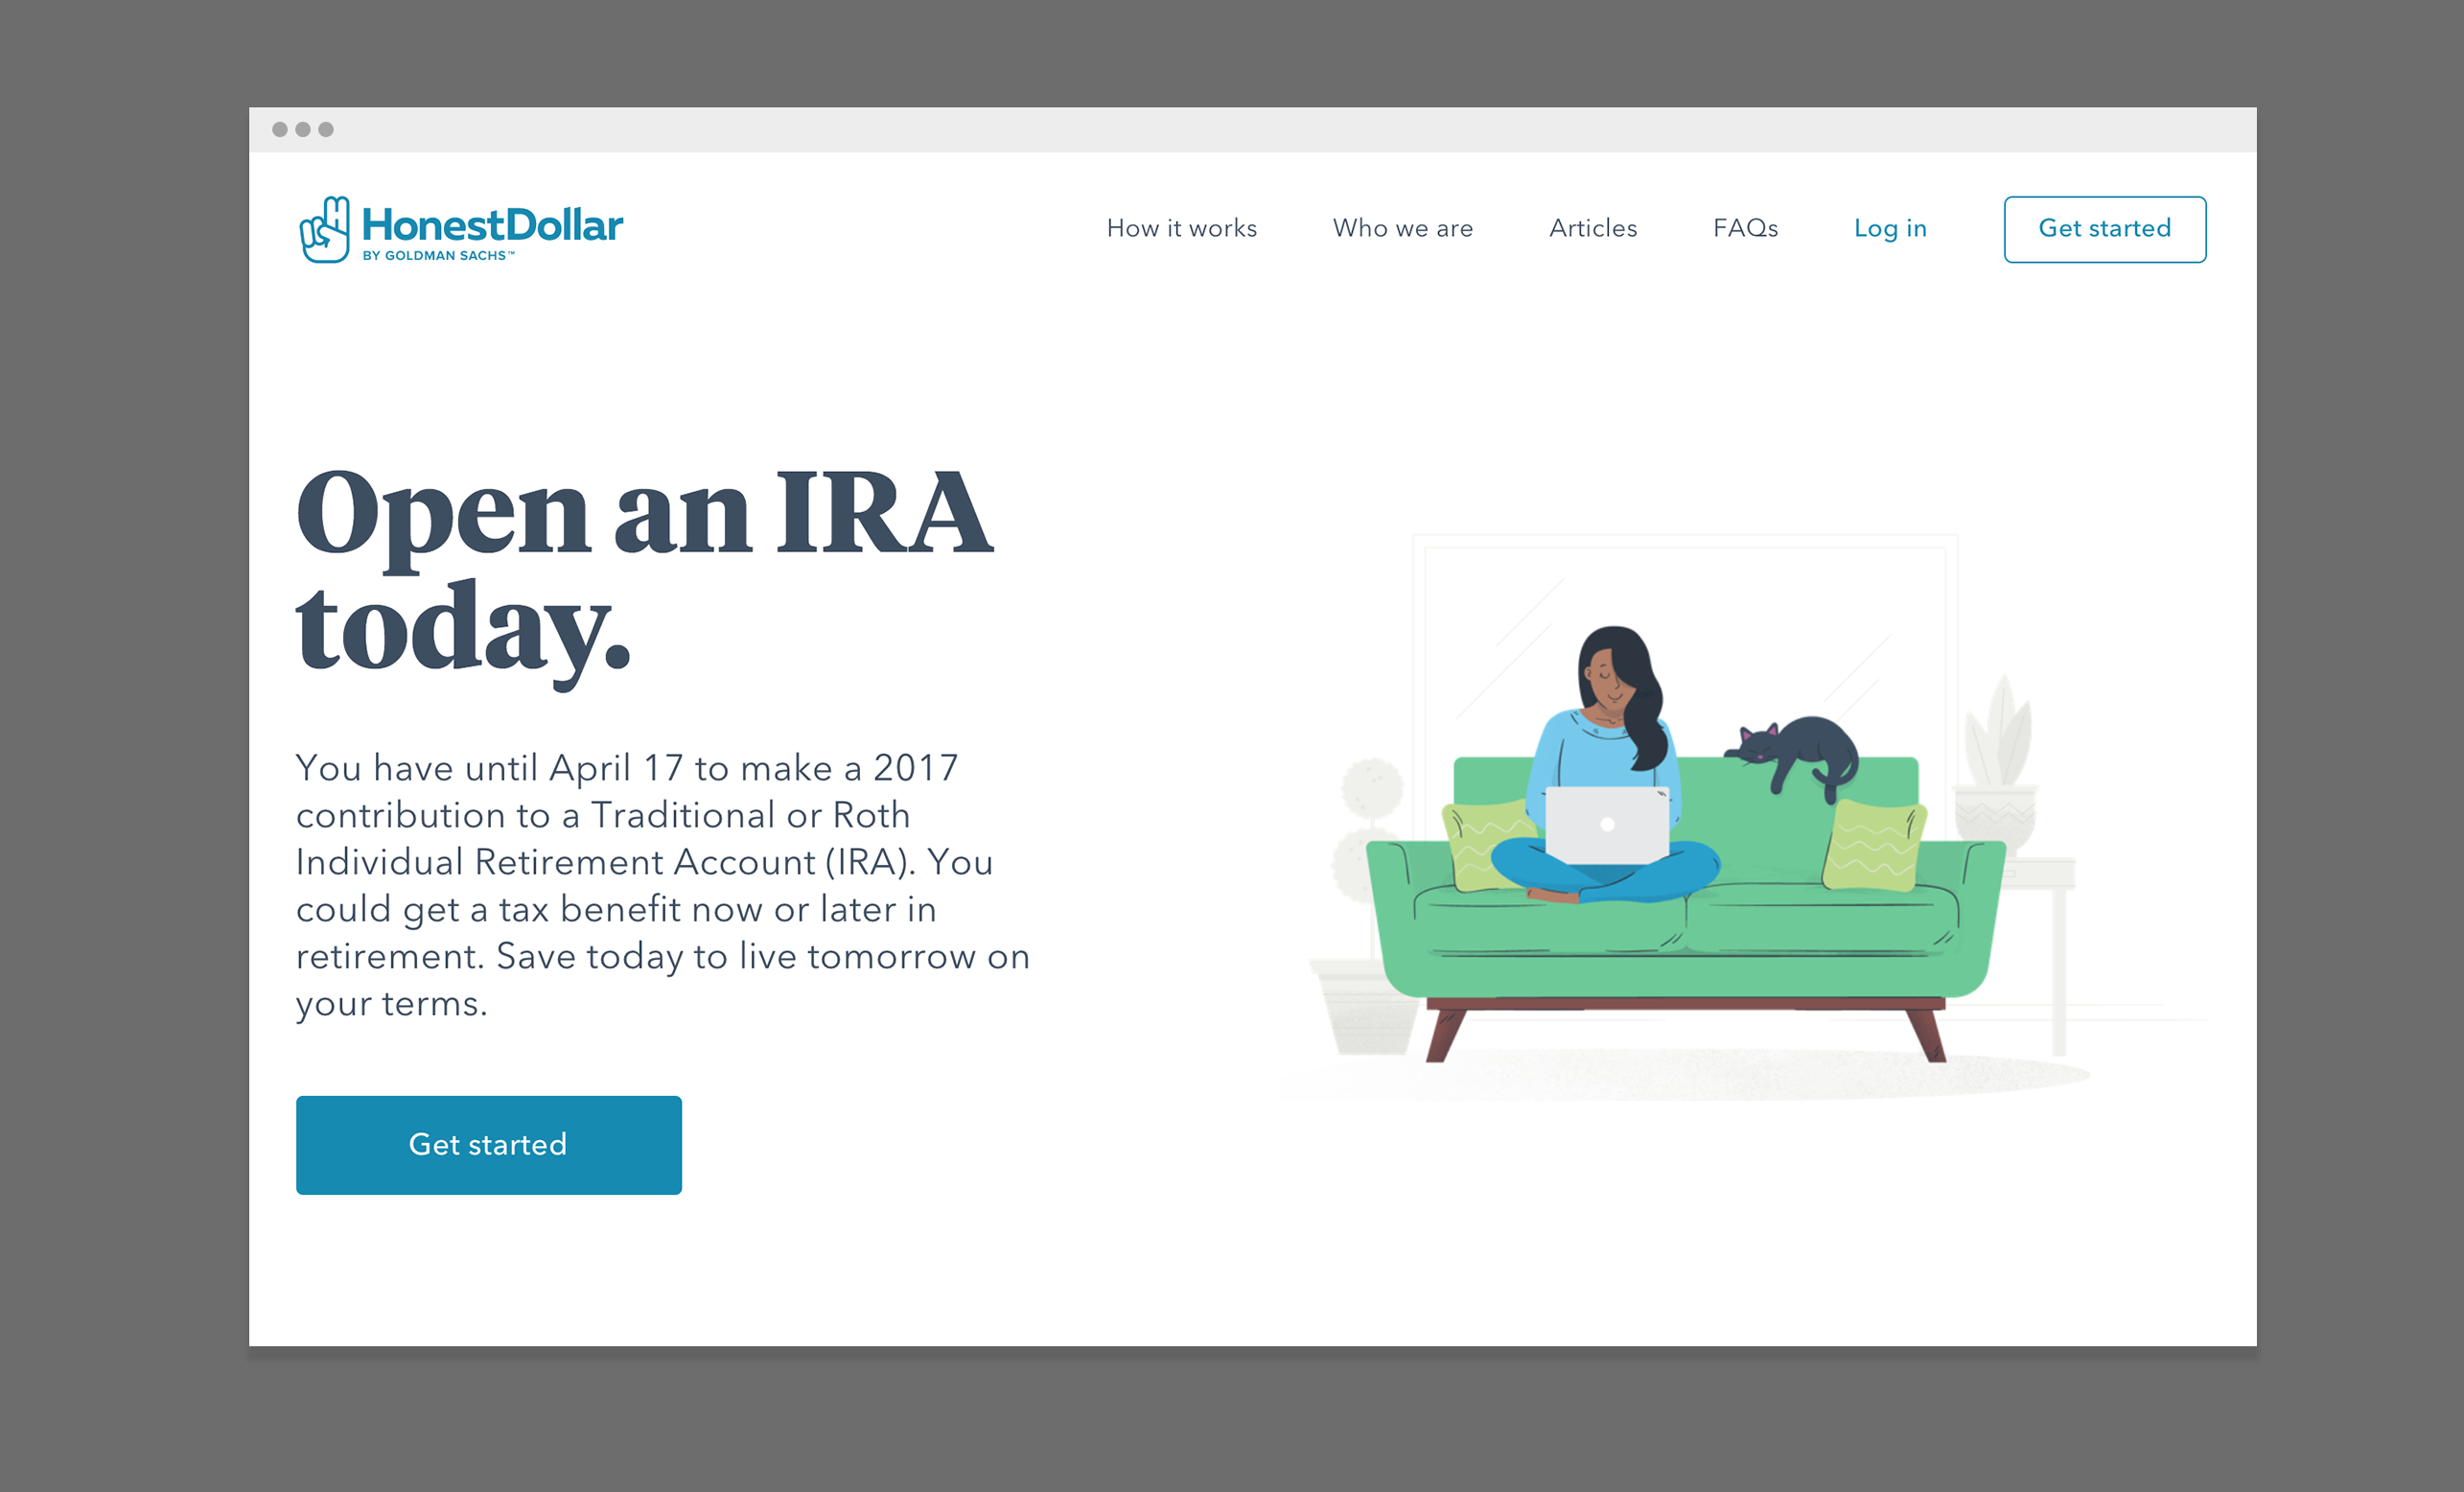 HonestDollar
BY GOLDMAN SACHS™
How it works
Who we are
Articles
FAQs
Log in
Get started
Open an IRA
today.
You have until April 17 to make a 2017
contribution to a Traditional or Roth
Individual Retirement Account (IRA). You
could get a tax benefit now or later in
retirement. Save today to live tomorrow on
your terms.
Get started